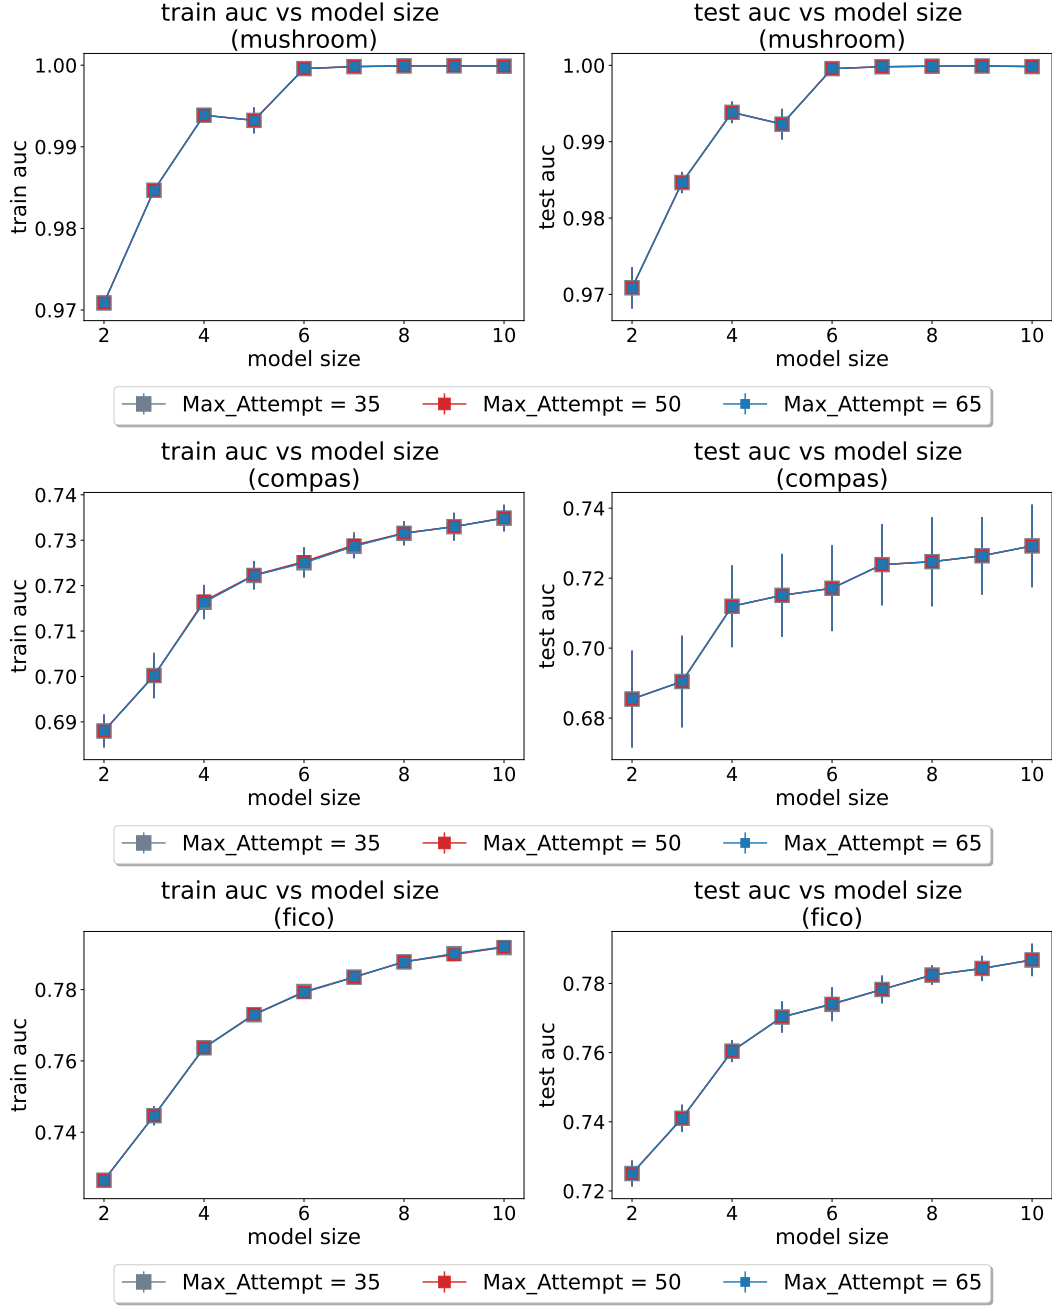 train auc vs model size
(mushroom)
test auc vs model size
(mushroom)
1.00
0.99
0.98
0.97
train auc
2 4 6 8 10
model size
1.00
0.99
0.98
0.97
test auc
2 4 6 8 10
model size
Max_Attempt = 35 Max_Attempt = 50 Max_Attempt = 65
train auc vs model size
(compas)
test auc vs model size
(compas)
0.74
0.73
0.72
0.71
0.70
0.69
train auc
2 4 6 8 10
model size
0.74
0.72
0.70
0.68
test auc
2 4 6 8 10
model size
Max_Attempt = 35 Max_Attempt = 50 Max_Attempt = 65
train auc vs model size
(fico)
test auc vs model size
(fico)
0.78
0.76
0.74
train auc
2 4 6 8 10
model size
0.78
0.76
0.74
0.72
test auc
2 4 6 8 10
model size
Max_Attempt = 35 Max_Attempt = 50 Max_Attempt = 65